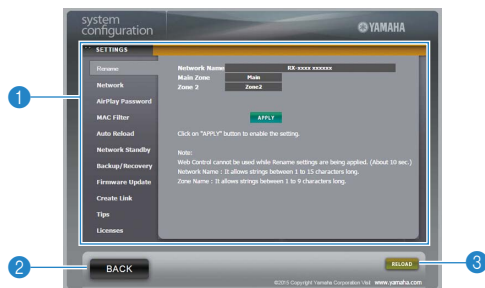 system
configuration
YAMAHA
SETTINGS
Rename
Network
AirPlay Password
MAC Filter
Auto Reload
Network Standby
Backup/Recovery
Firmware Update
Create Link
Tips
Licenses
Network Name RX-xxxx xxxxxx
Main Zone Main
Zone 2 Zone2
APPLY
Click on "APPLY" button to enable the setting.
Note:
Web Control cannot be used while Rename settings are being applied. (About 10 sec.)
Network Name : It allows strings between 1 to 15 characters long.
Zone Name : It allows strings between 1 to 9 characters long.
1
2
BACK
RELOAD
3
©2015 Copyright Yamaha Corporation Visit www.yamaha.com